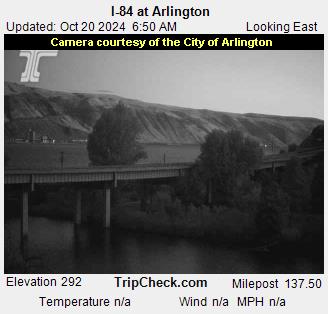 I-84 at Arlington
Updated: Oct 20 2024 6:50 AM Looking East
Camera courtesy of the City of Arlington
Elevation 292 TripCheck.com Milepost 137.50
Temperature n/a Wind n/a MPH n/a